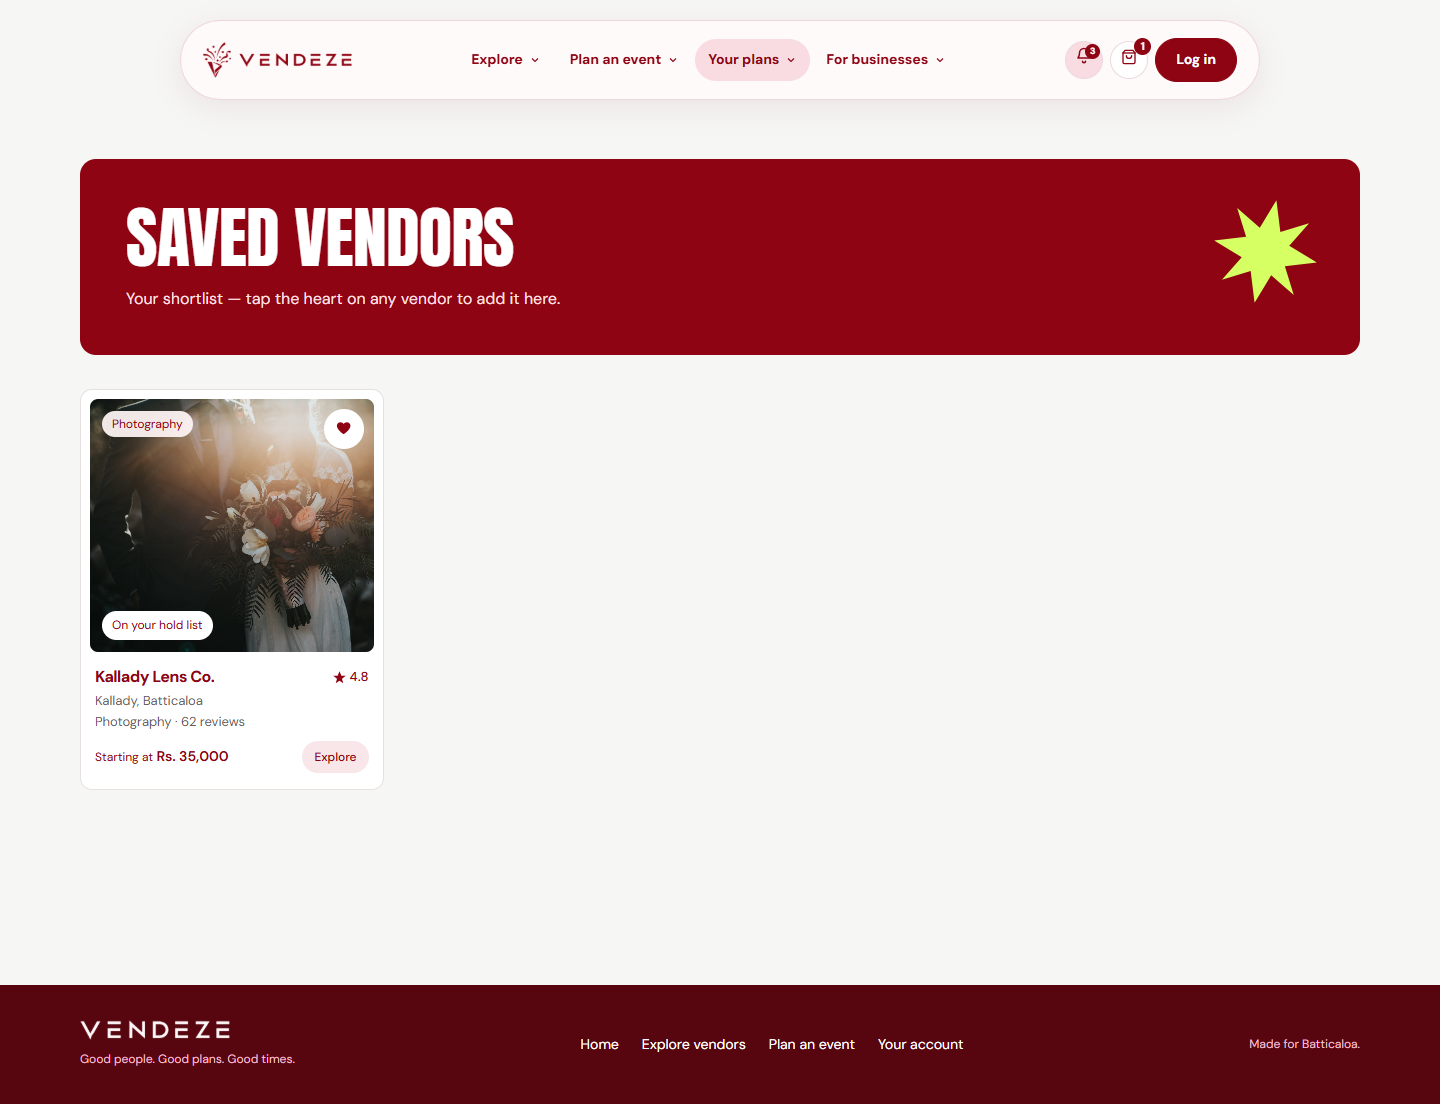 VENDEZE
Explore
Plan an event
Your plans
For businesses
3
1
Log in
SAVED VENDORS
Your shortlist — tap the heart on any vendor to add it here.
Photography
On your hold list
Kallady Lens Co.
★ 4.8
Kallady, Batticaloa
Photography · 62 reviews
Starting at Rs. 35,000
Explore
VENDEZE
Good people. Good plans. Good times.
Home
Explore vendors
Plan an event
Your account
Made for Batticaloa.